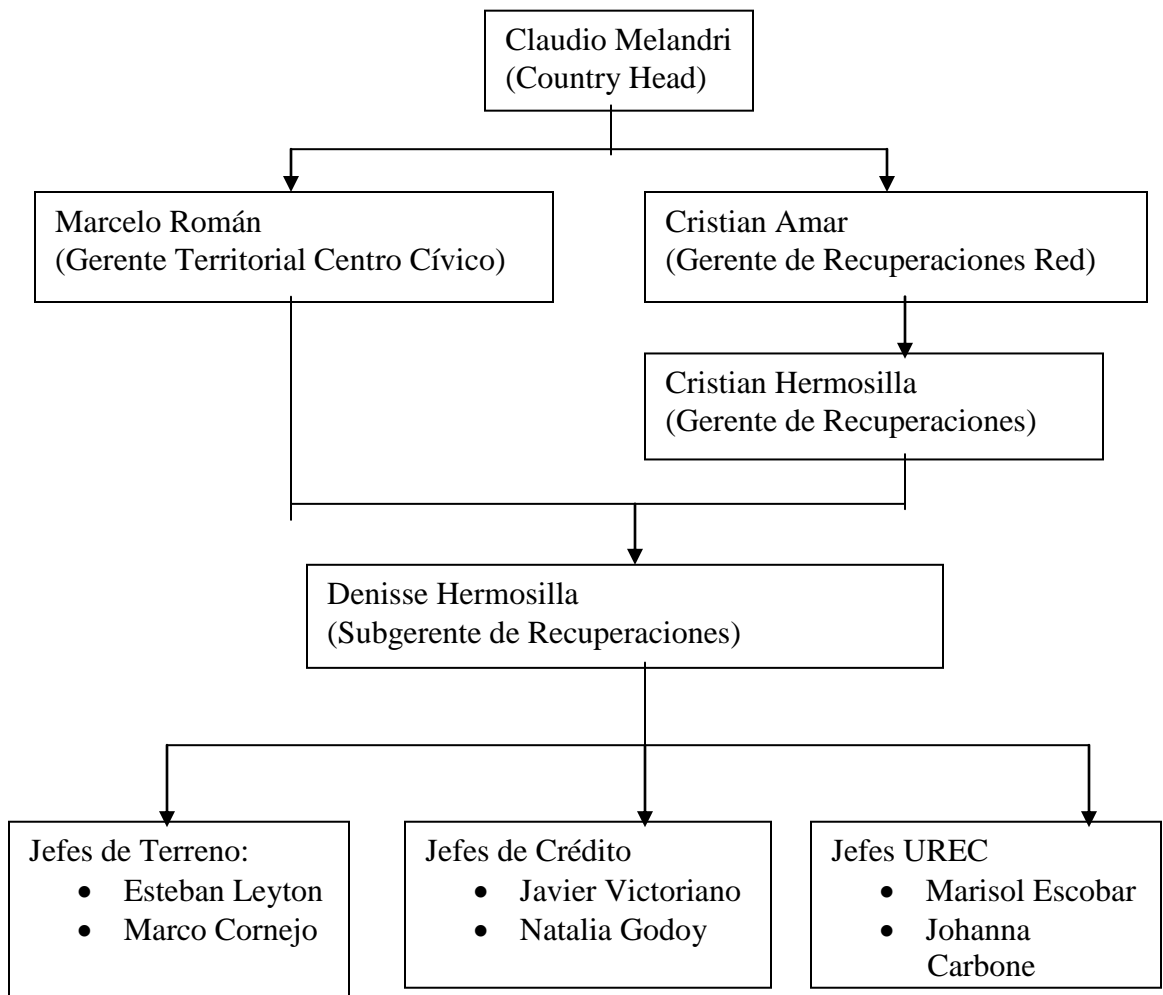 Claudio Melandri
(Country Head)
Marcelo Román
(Gerente Territorial Centro Cívico)
Cristian Amar
(Gerente de Recuperaciones Red)
Cristian Hermosilla
(Gerente de Recuperaciones)
Denisse Hermosilla
(Subgerente de Recuperaciones)
Jefes de Terreno:
• Esteban Leyton
• Marco Cornejo
Jefes de Crédito
• Javier Victoriano
• Natalia Godoy
Jefes UREC
• Marisol Escobar
• Johanna
Carbone